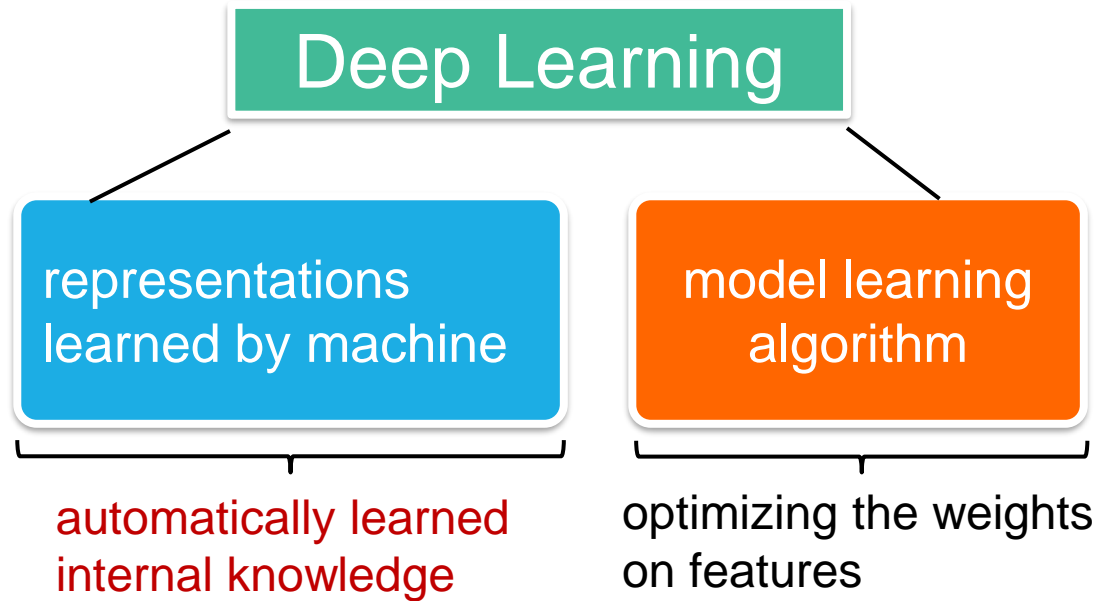 Deep Learning
representations
learned by machine
model learning
algorithm
automatically learned
internal knowledge
optimizing the weights
on features